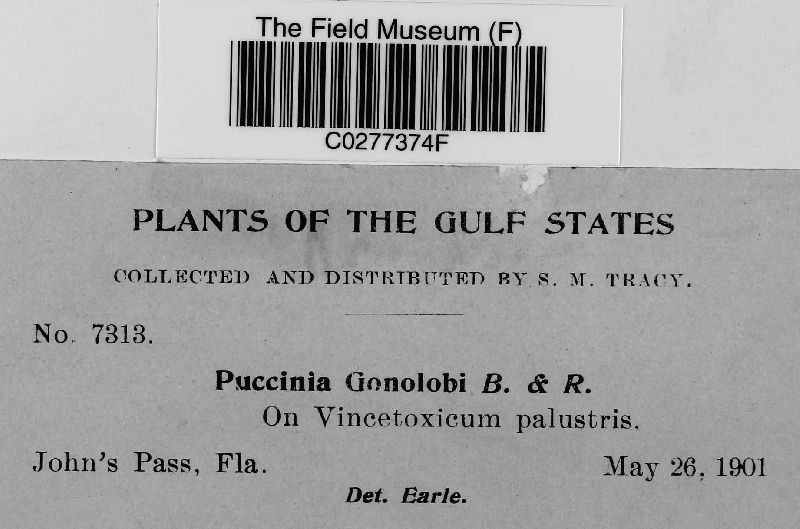 The Field Museum (F)
C0277374F
PLANTS OF THE GULF STATES
COLLECTED AND DISTRIBUTED BY S. M. TRACY.
No. 7313.
Puccinia Gonolobi B. & R.
On Vincetoxicum palustris.
John's Pass, Fla. May 26, 1901
Det. Earle.